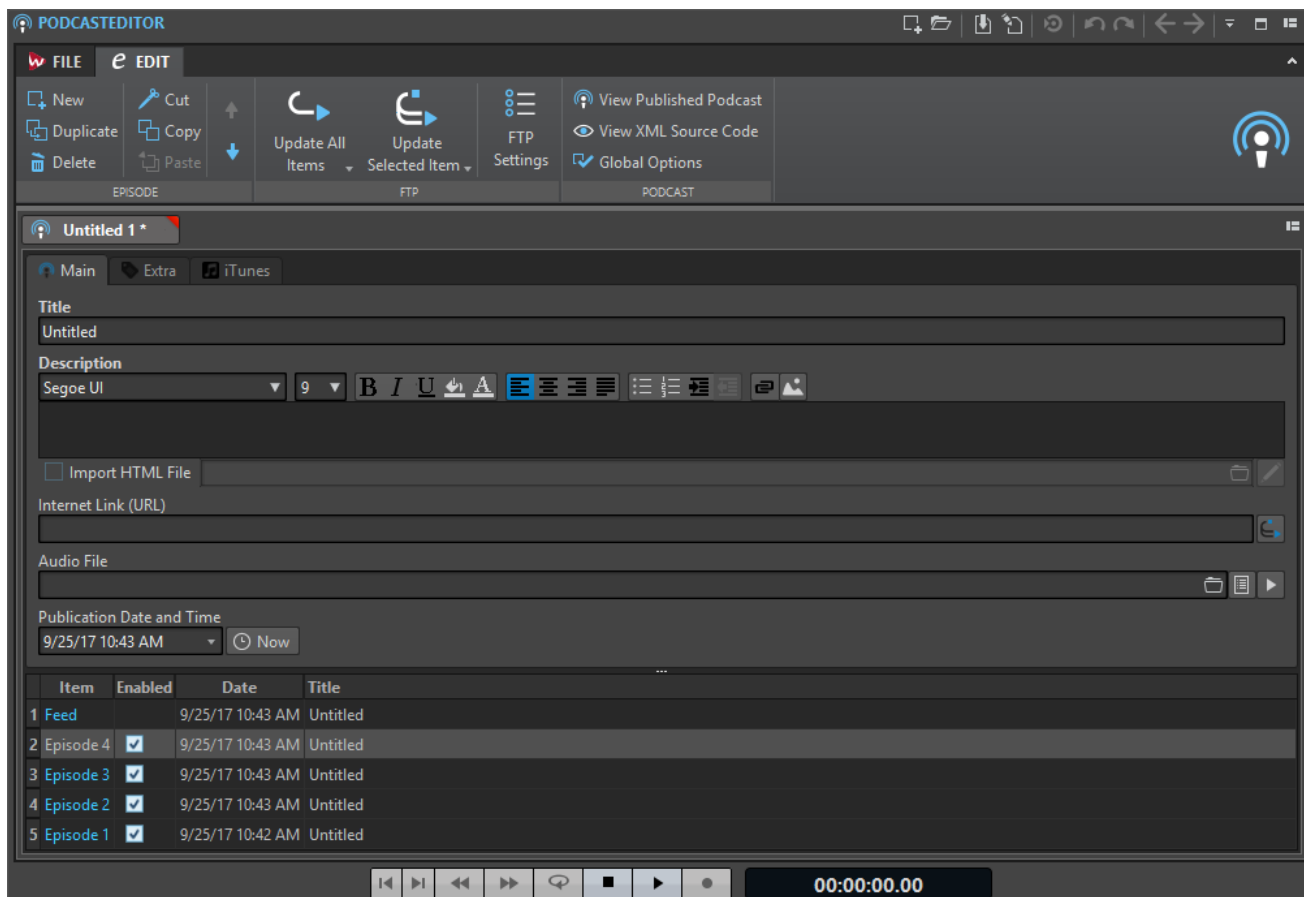 PODCASTEDITOR
FILE EDIT
New Cut
Duplicate Copy
Delete Paste
EPISODE
Update All Items
Update Selected Item
FTP Settings
FTP
View Published Podcast
View XML Source Code
Global Options
PODCAST
Untitled 1 *
Main Extra iTunes
Title
Untitled
Description
Segoe UI 9 B I U A
Import HTML File
Internet Link (URL)
Audio File
Publication Date and Time
9/25/17 10:43 AM Now
Item Enabled Date Title
1 Feed 9/25/17 10:43 AM Untitled
2 Episode 4 9/25/17 10:43 AM Untitled
3 Episode 3 9/25/17 10:43 AM Untitled
4 Episode 2 9/25/17 10:43 AM Untitled
5 Episode 1 9/25/17 10:42 AM Untitled
00:00:00.00